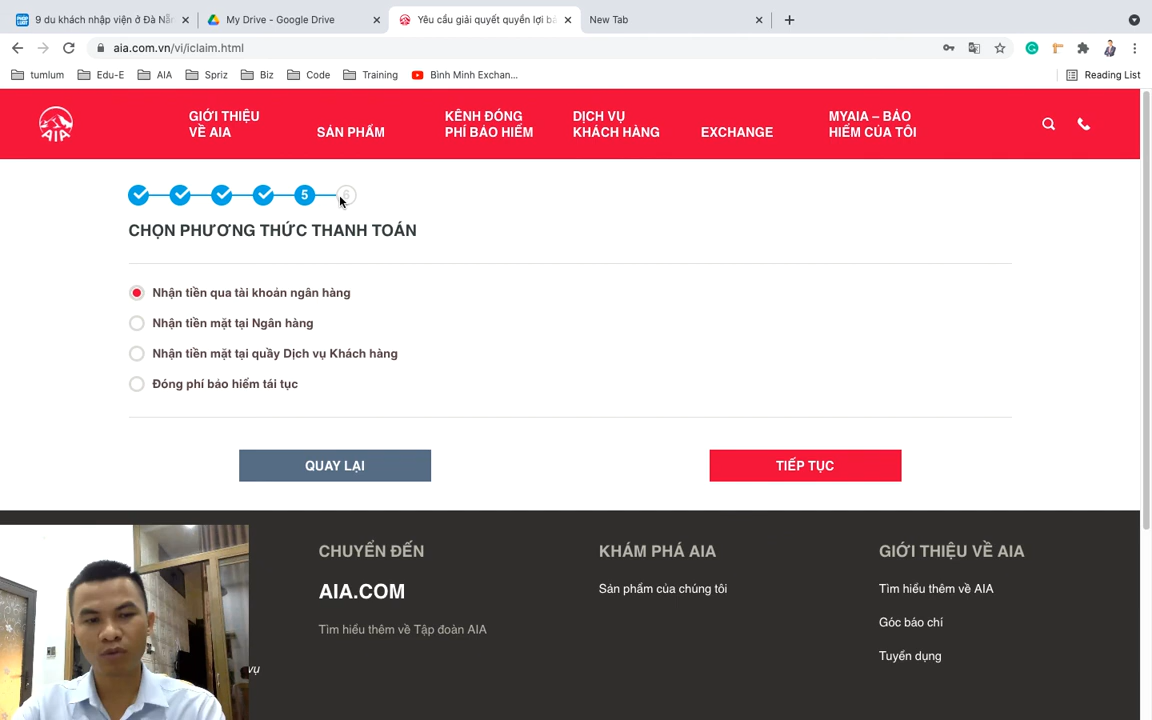 9 du khách nhập viện ở Đà Nẵn
My Drive - Google Drive
Yêu cầu giải quyết quyền lợi bả
New Tab
aia.com.vn/vi/iclaim.html
tumlum
Edu-E
AIA
Spriz
Biz
Code
Training
Bình Minh Exchan...
Reading List
AIA
GIỚI THIỆU
VỀ AIA
SẢN PHẨM
KÊNH ĐÓNG
PHÍ BẢO HIỂM
DỊCH VỤ
KHÁCH HÀNG
EXCHANGE
MYAIA – BẢO
HIỂM CỦA TÔI
5
6
CHỌN PHƯƠNG THỨC THANH TOÁN
Nhận tiền qua tài khoản ngân hàng
Nhận tiền mặt tại Ngân hàng
Nhận tiền mặt tại quầy Dịch vụ Khách hàng
Đóng phí bảo hiểm tái tục
QUAY LẠI
TIẾP TỤC
CHUYỂN ĐẾN
AIA.COM
Tìm hiểu thêm về Tập đoàn AIA
KHÁM PHÁ AIA
Sản phẩm của chúng tôi
GIỚI THIỆU VỀ AIA
Tìm hiểu thêm về AIA
Góc báo chí
Tuyển dụng
vụ